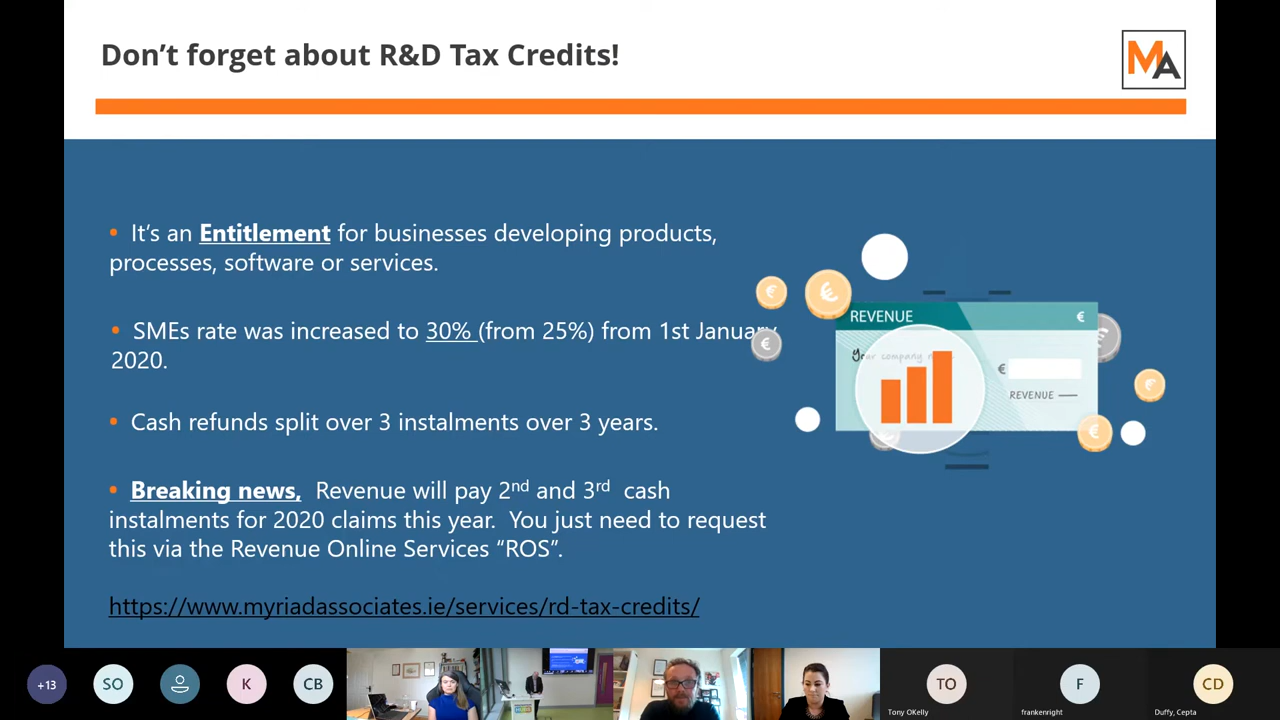 Don’t forget about R&D Tax Credits!
MA
• It’s an Entitlement for businesses developing products,
processes, software or services.
• SMEs rate was increased to 30% (from 25%) from 1st January
2020.
• Cash refunds split over 3 instalments over 3 years.
• Breaking news, Revenue will pay 2nd and 3rd cash
instalments for 2020 claims this year. You just need to request
this via the Revenue Online Services “ROS”.
https://www.myriadassociates.ie/services/rd-tax-credits/
REVENUE €
Your company
€
REVENUE
+13
SO
K
CB
TO
Tony OKelly
F
frankenright
CD
Duffy, Cepta